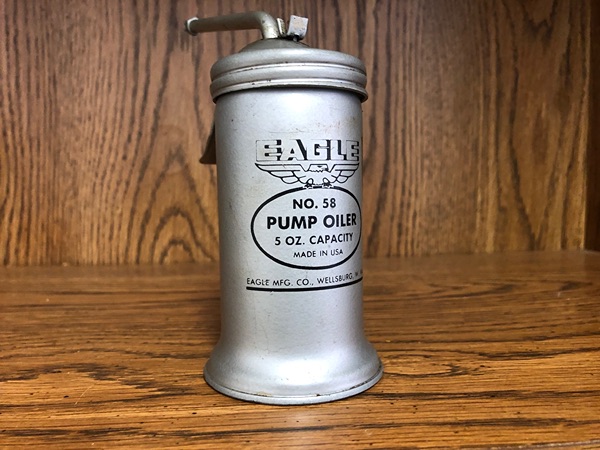 EAGLE
NO. 58
PUMP OILER
5 OZ. CAPACITY
MADE IN USA
EAGLE MFG. CO., WELLSBURG, W.